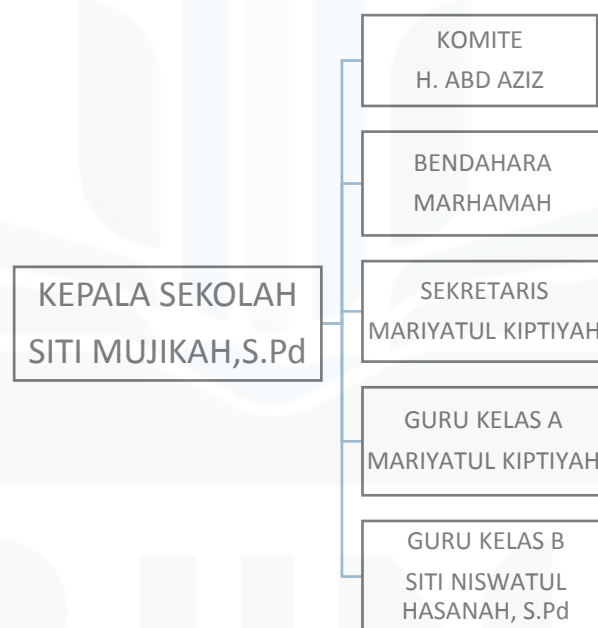 KOMITE
H. ABD AZIZ
BENDAHARA
MARHAMAH
KEPALA SEKOLAH
SITI MUJIKAH,S.Pd
SEKRETARIS
MARIYATUL KIPTIYAH
GURU KELAS A
MARIYATUL KIPTIYAH
GURU KELAS B
SITI NISWATUL
HASANAH, S.Pd